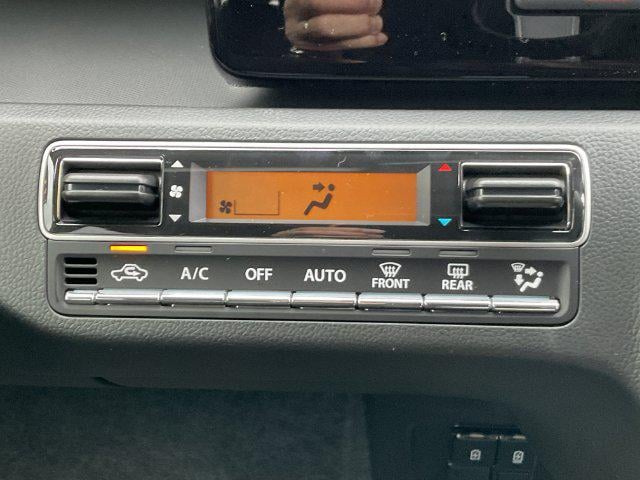 A/C OFF AUTO FRONT REAR